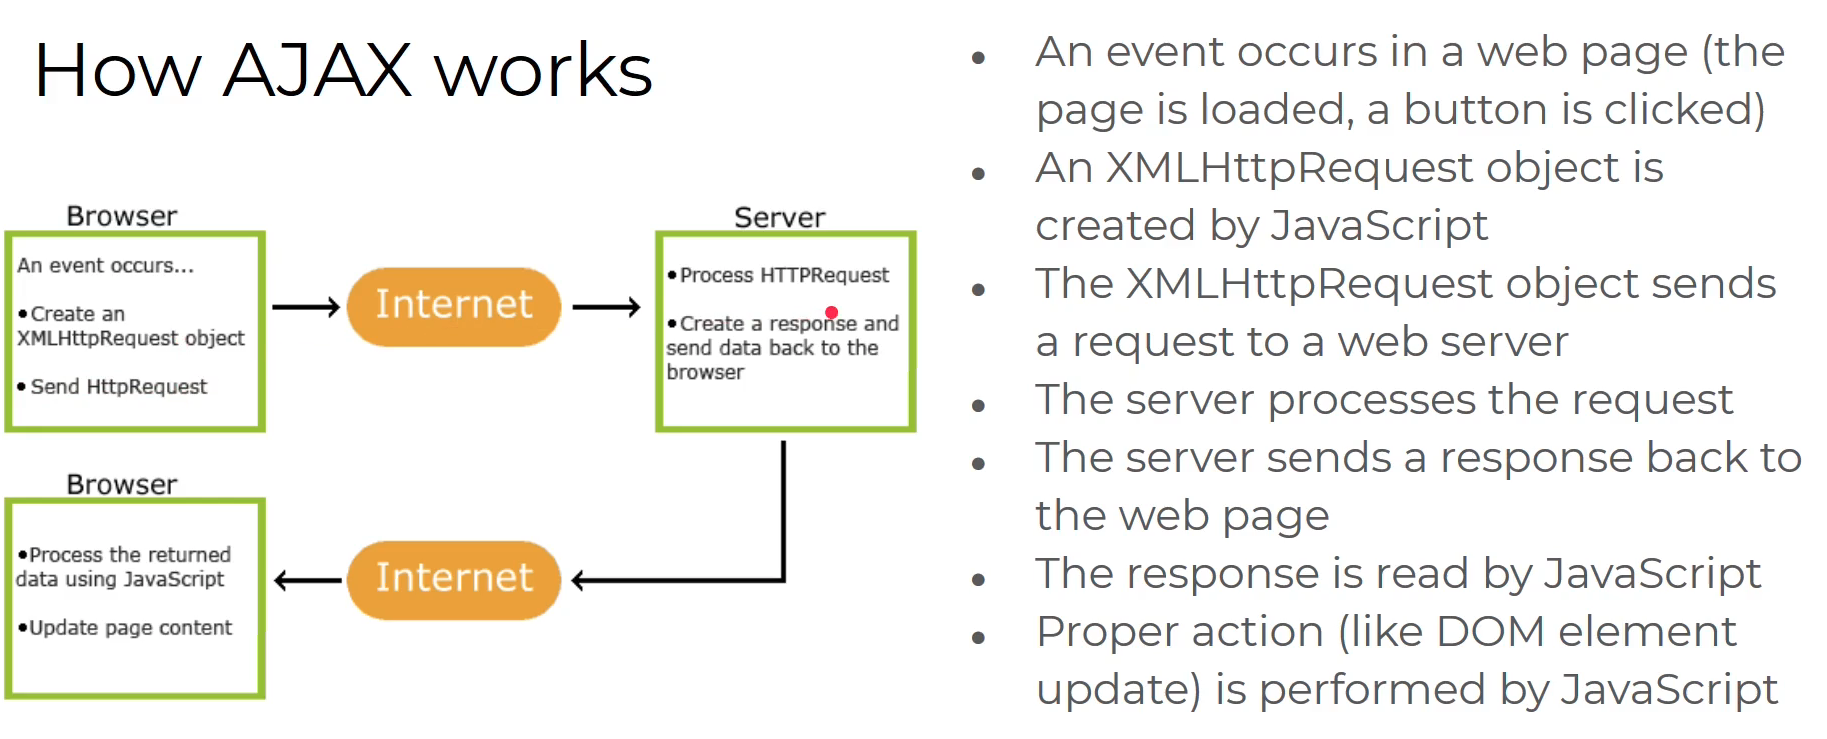 How AJAX works
Browser
An event occurs...
•Create an
XMLHttpRequest object
• Send HttpRequest
Internet
Server
•Process HTTPRequest
•Create a response and
send data back to the
browser
Browser
•Process the returned
data using JavaScript
•Update page content
Internet
• An event occurs in a web page (the
page is loaded, a button is clicked)
• An XMLHttpRequest object is
created by JavaScript
• The XMLHttpRequest object sends
a request to a web server
• The server processes the request
• The server sends a response back to
the web page
• The response is read by JavaScript
• Proper action (like DOM element
update) is performed by JavaScript